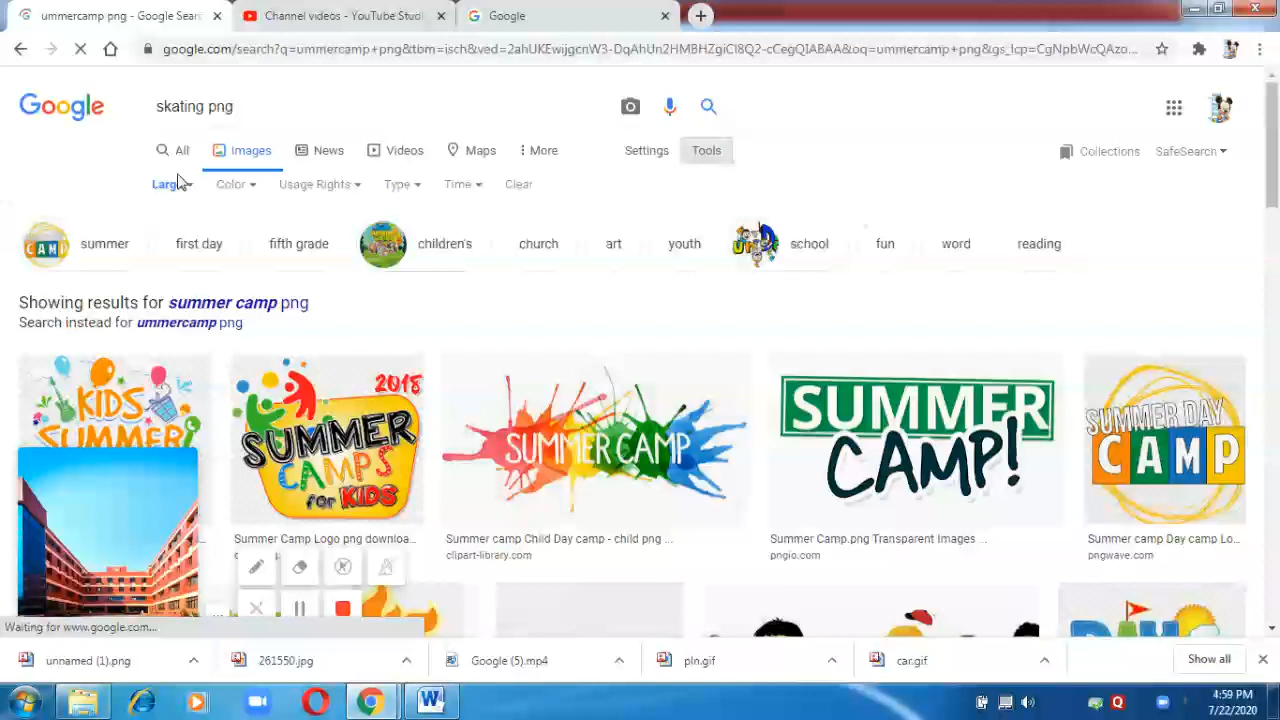 ummercamp png - Google Sear
Channel videos - YouTube Studi
Google
google.com/search?q=ummercamp+png&tbm=isch&ved=2ahUKEwijgcnW3-DqAhUn2HMBHZgiCl8Q2-cCegQIABAA&oq=ummercamp+png&gs_lcp=CgNpbWcQAzo...
Google
skating png
All
Images
News
Videos
Maps
More
Settings
Tools
Collections
SafeSearch
Large
Color
Usage Rights
Type
Time
Clear
CAMP
summer
first day
fifth grade
children's
church
art
youth
school
fun
word
reading
Showing results for summer camp png
Search instead for ummercamp png
KIDS
SUMMER
2018
SUMMER
CAMPS
for KIDS
SUMMER CAMP
SUMMER
CAMP!
SUMMER DAY
CAMP
Summer Camp Logo png downloa...
Summer camp Child Day camp - child png ...
clipart-library.com
Summer Camp.png Transparent Images ...
pngio.com
Summer camp Day camp Lo...
pngwave.com
DAY
Waiting for www.google.com...
unnamed (1).png
261550.jpg
Google (5).mp4
pln.gif
car.gif
Show all
4:59 PM
7/22/2020